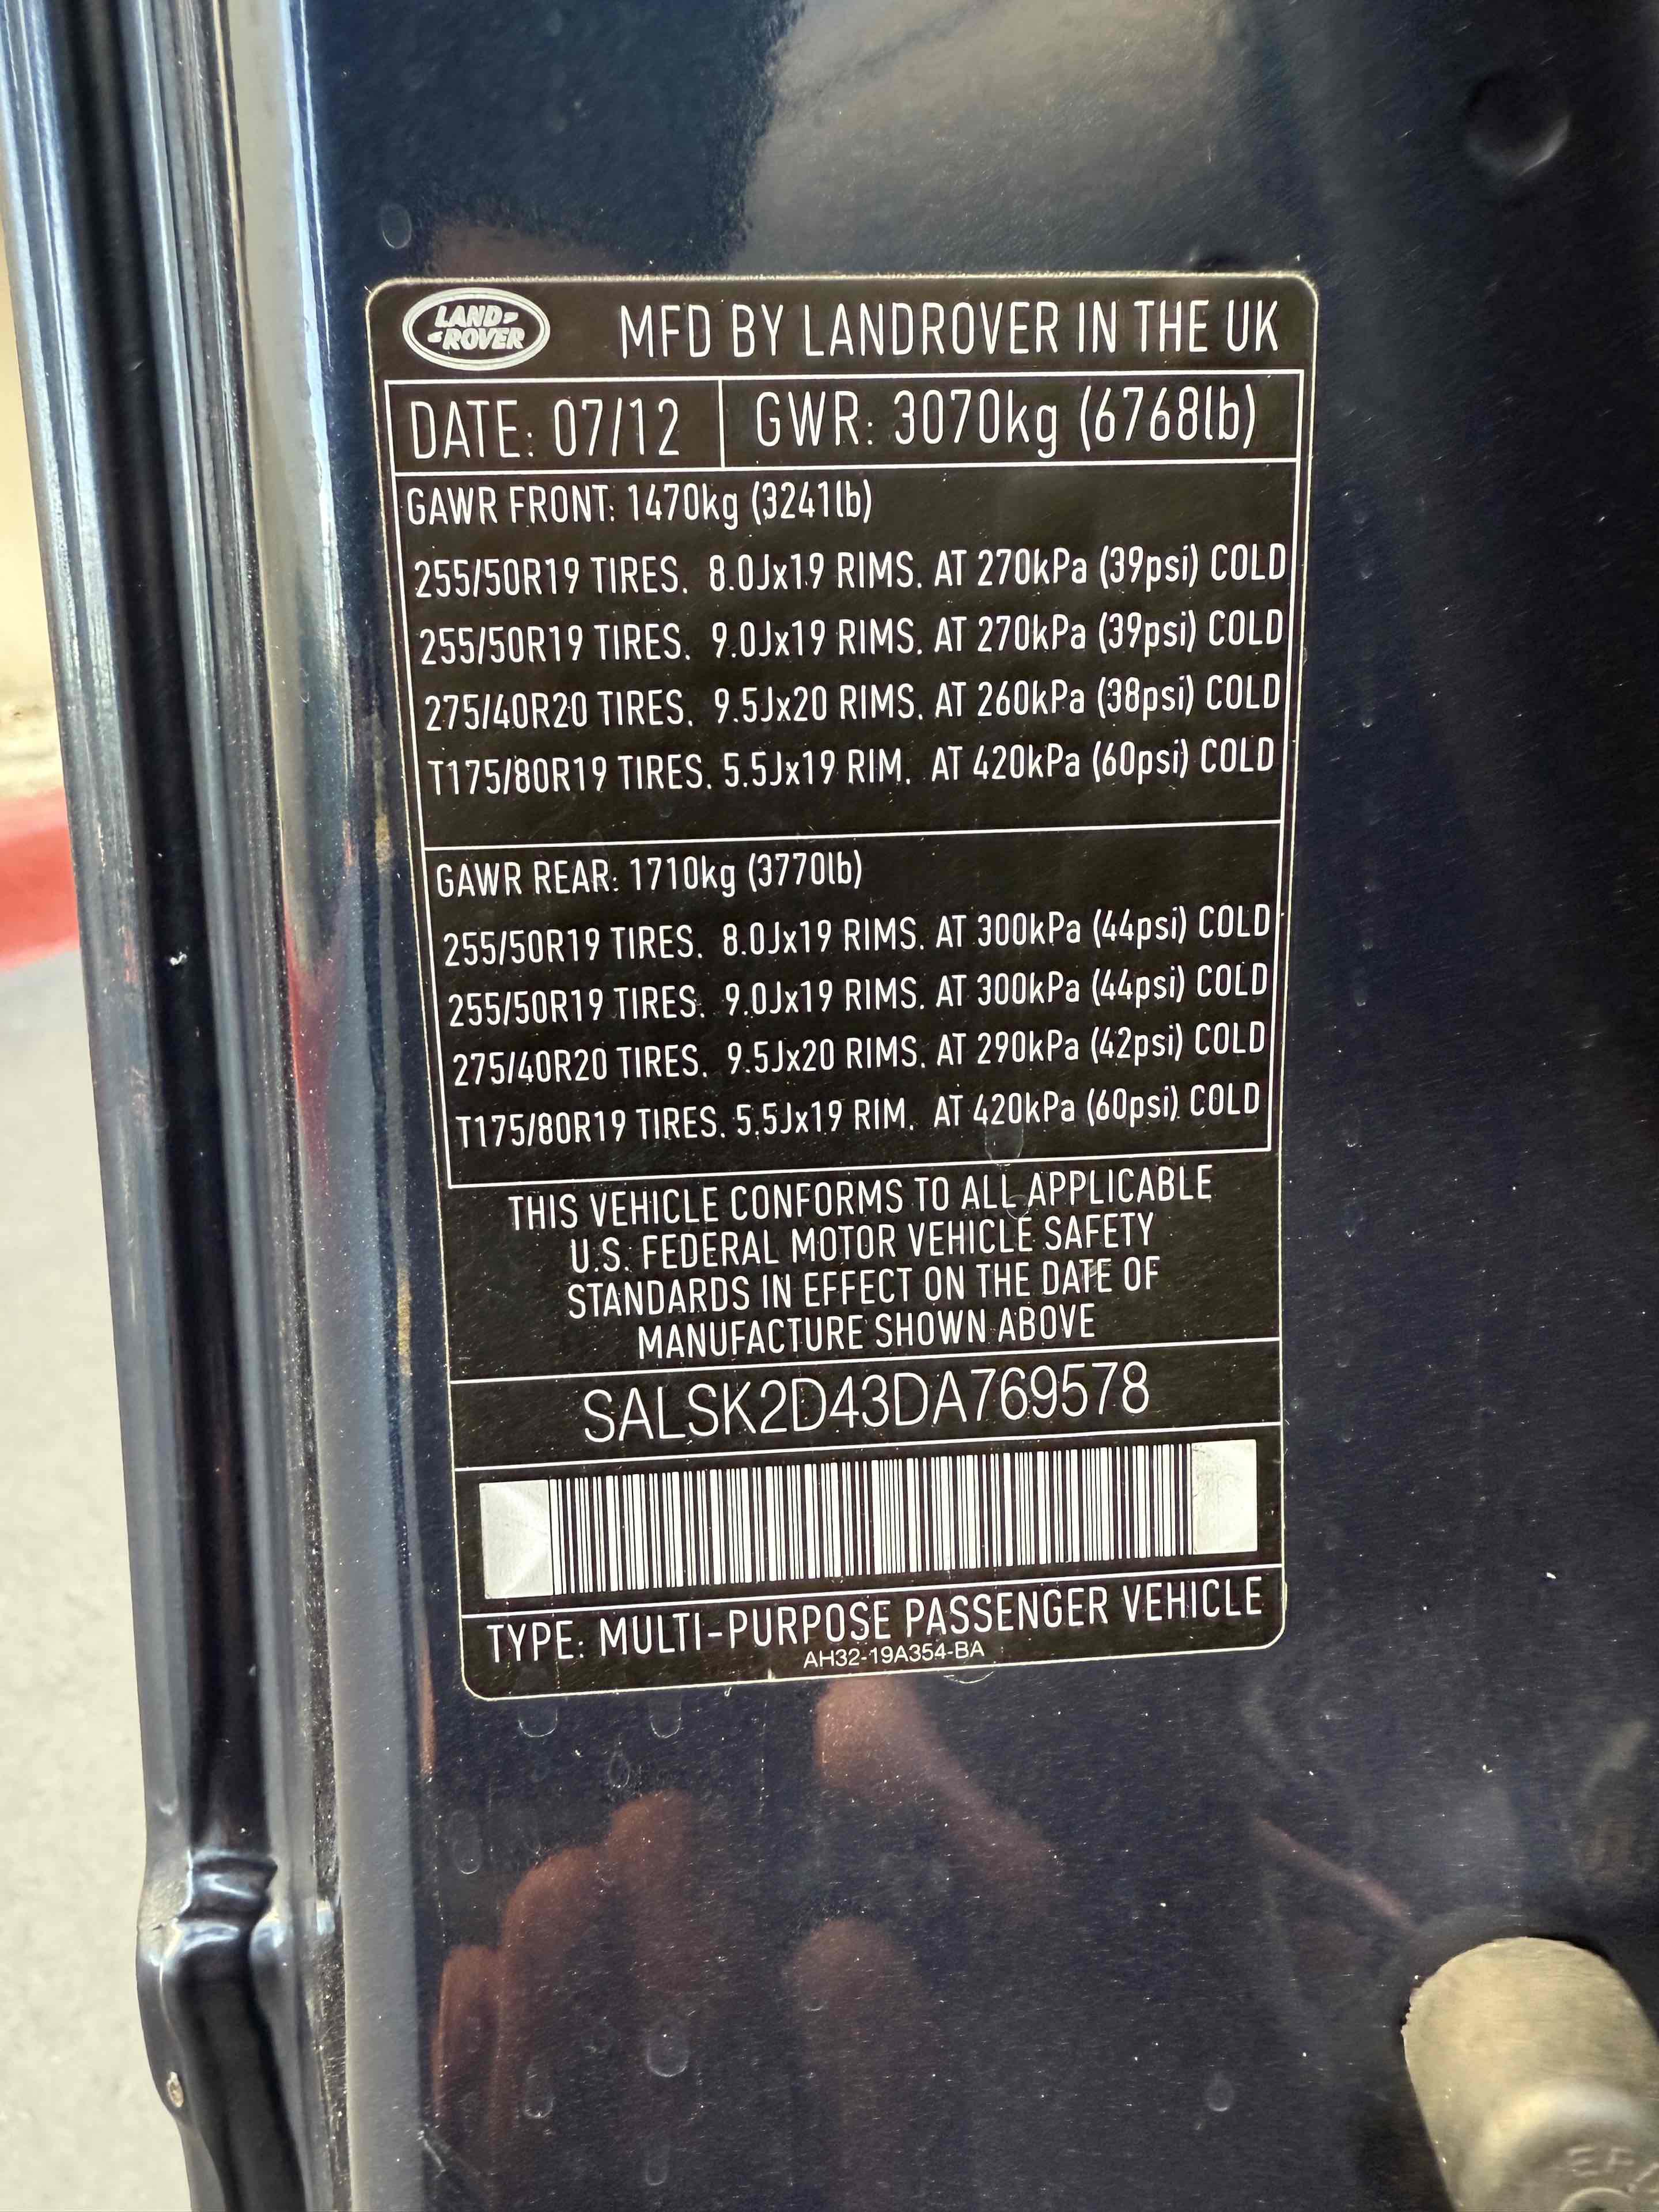 LAND-
-ROVER
MFD BY LANDROVER IN THE UK
DATE: 07/12
GWR: 3070kg (6768lb)
GAWR FRONT: 1470kg (3241lb)
255/50R19 TIRES. 8.0Jx19 RIMS. AT 270kPa (39psi) COLD
255/50R19 TIRES. 9.0Jx19 RIMS. AT 270kPa (39psi) COLD
275/40R20 TIRES. 9.5Jx20 RIMS. AT 260kPa (38psi) COLD
T175/80R19 TIRES. 5.5Jx19 RIM. AT 420kPa (60psi) COLD
GAWR REAR: 1710kg (3770lb)
255/50R19 TIRES. 8.0Jx19 RIMS. AT 300kPa (44psi) COLD
255/50R19 TIRES. 9.0Jx19 RIMS. AT 300kPa (44psi) COLD
275/40R20 TIRES. 9.5Jx20 RIMS. AT 290kPa (42psi) COLD
T175/80R19 TIRES. 5.5Jx19 RIM. AT 420kPa (60psi) COLD
THIS VEHICLE CONFORMS TO ALL APPLICABLE
U.S. FEDERAL MOTOR VEHICLE SAFETY
STANDARDS IN EFFECT ON THE DATE OF
MANUFACTURE SHOWN ABOVE
SALSK2D43DA769578
TYPE: MULTI-PURPOSE PASSENGER VEHICLE
AH32-19A354-BA